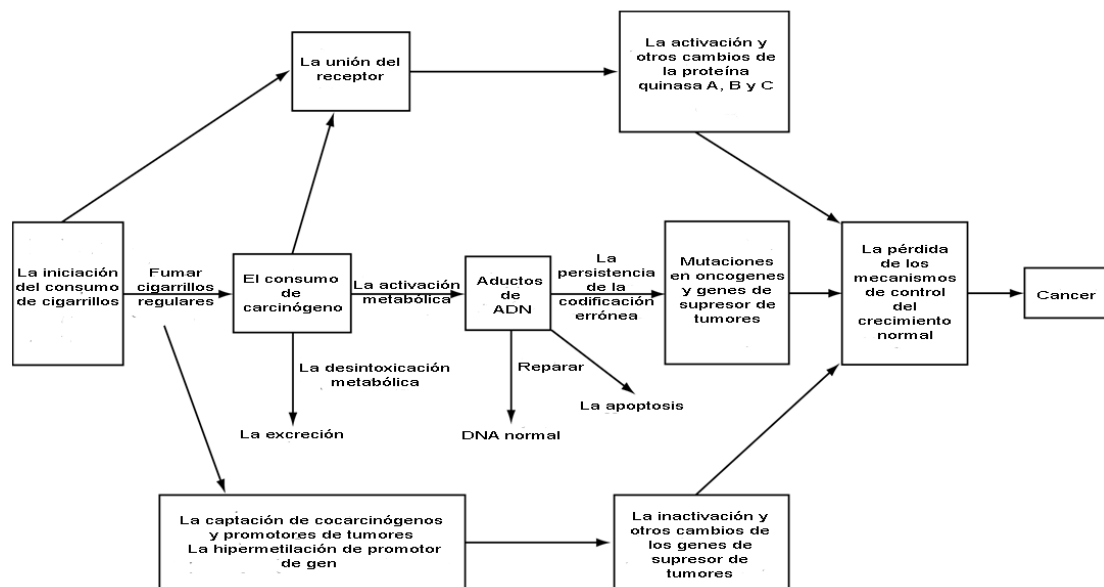 La unión del
receptor
La activación y
otros cambios de
la proteína
quinasa A, B y C
La iniciación
del consumo
de cigarrillos
Fumar
cigarrillos
regulares
El consumo
de
carcinógeno
La activación
metabólica
Aductos
de
ADN
La
persistencia
de la
codificación
errónea
Mutaciones
en oncogenes
y genes de
supresor de
tumores
La pérdida
de los
mecanismos
de control
del
crecimiento
normal
Cancer
La desintoxicación
metabólica
Reparar
La apoptosis
La excreción
DNA normal
La captación de cocarcinógenos
y promotores de tumores
La hipermetilación de promotor
de gen
La inactivación y
otros cambios de
los genes de
supresor de
tumores